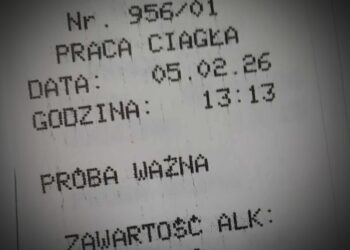 Nr. 956/01
PRACA CIĄGŁA
DATA: 05.02.26
GODZINA: 13:13
PRÓBA WAŻNA
ZAWARTOŚĆ ALK: